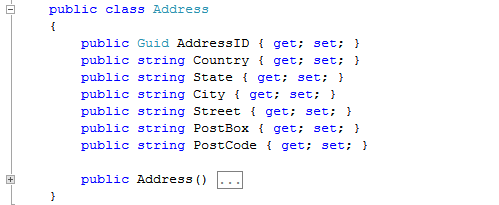 public class Address
{
public Guid AddressID { get; set; }
public string Country { get; set; }
public string State { get; set; }
public string City { get; set; }
public string Street { get; set; }
public string PostBox { get; set; }
public string PostCode { get; set; }
public Address() ...
}